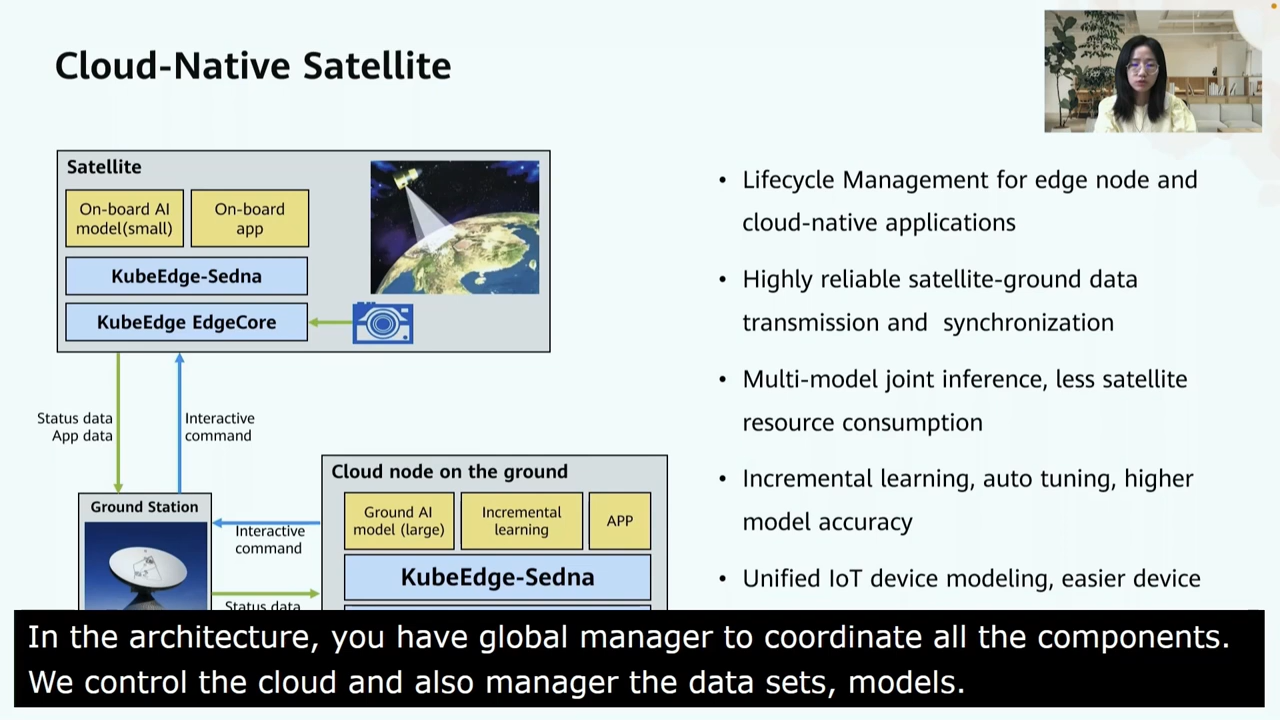 Cloud-Native Satellite
Satellite
On-board AI
model(small)
On-board
app
KubeEdge-Sedna
KubeEdge EdgeCore
Status data
App data
Interactive
command
Ground Station
Interactive
command
Status data
Cloud node on the ground
Ground AI
model (large)
Incremental
learning
APP
KubeEdge-Sedna
• Lifecycle Management for edge node and
cloud-native applications
• Highly reliable satellite-ground data
transmission and synchronization
• Multi-model joint inference, less satellite
resource consumption
• Incremental learning, auto tuning, higher
model accuracy
• Unified IoT device modeling, easier device
In the architecture, you have global manager to coordinate all the components.
We control the cloud and also manager the data sets, models.